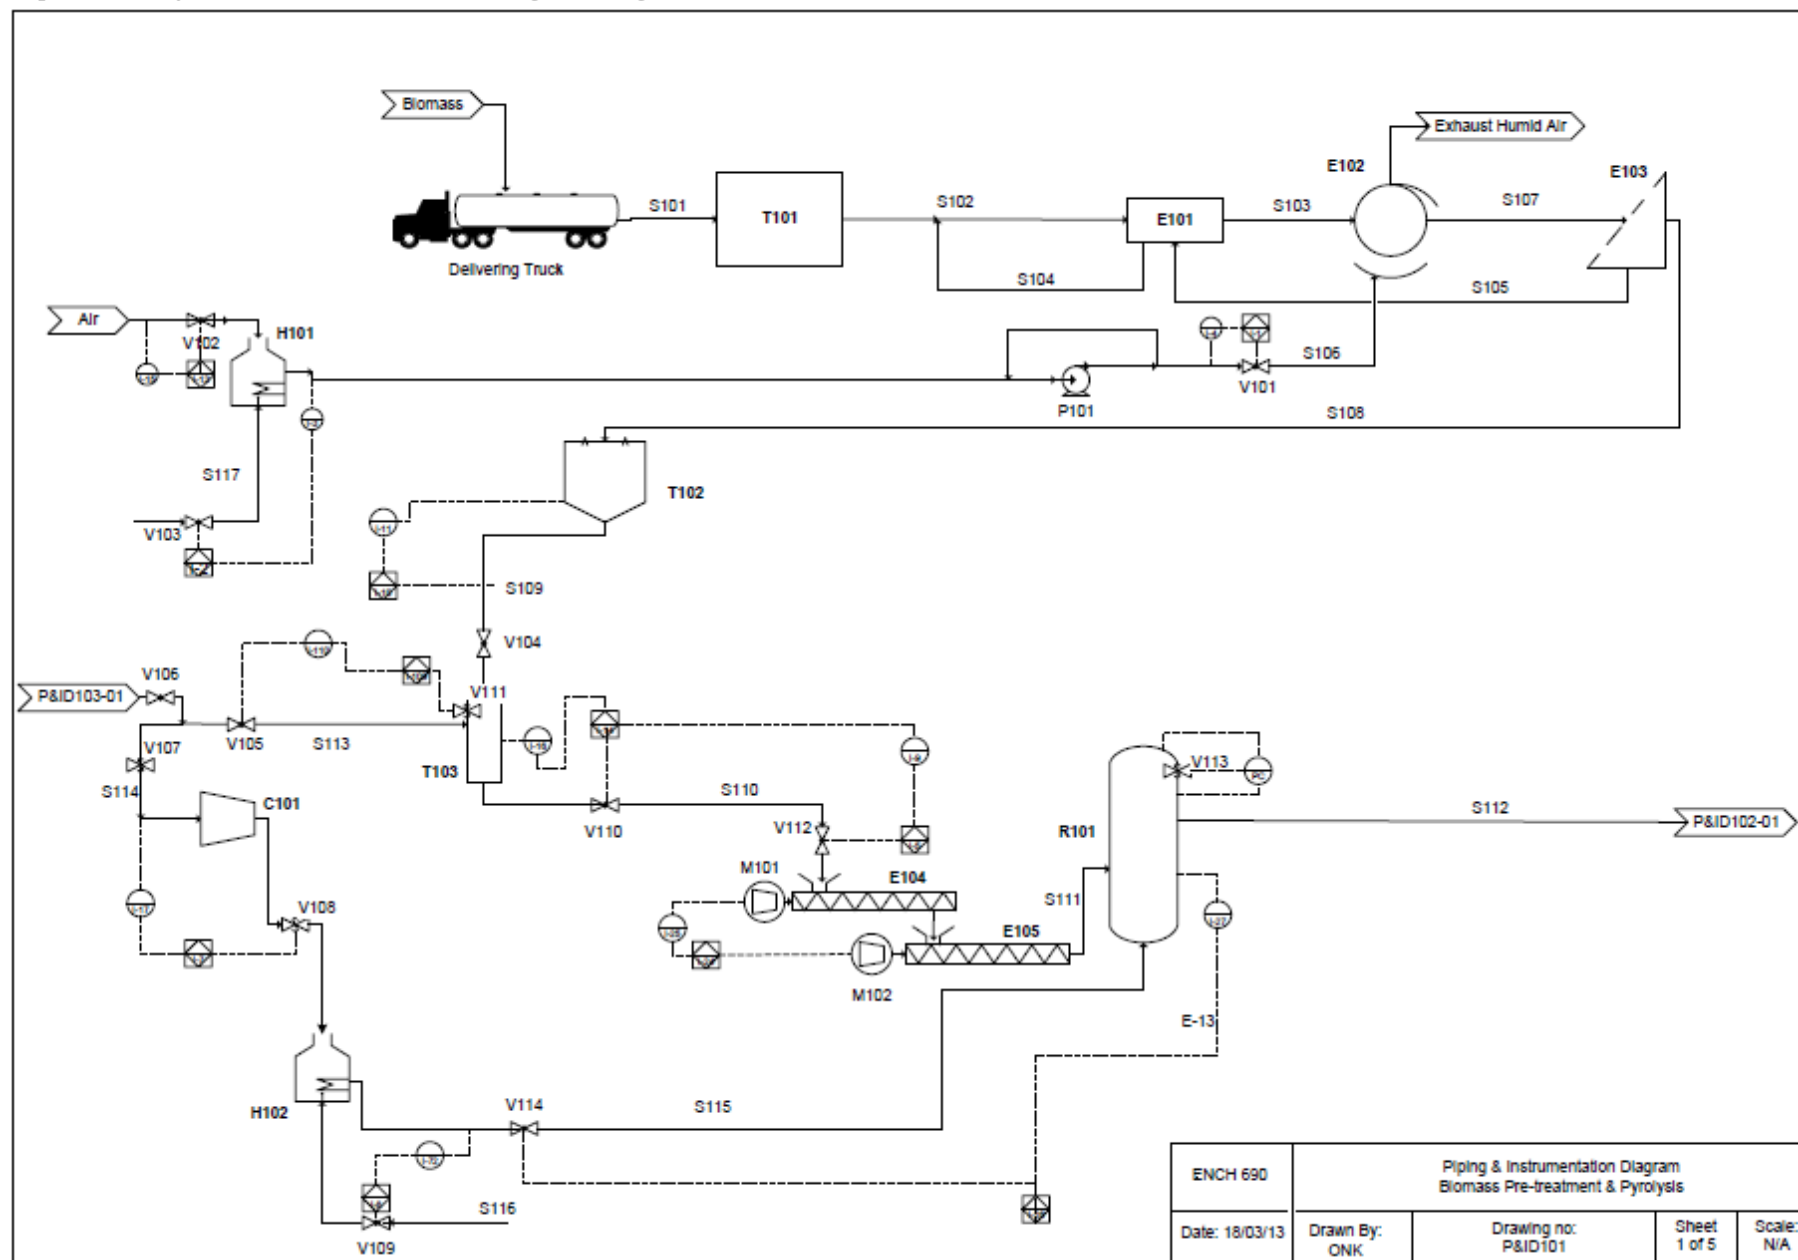 Biomass
Exhaust Humid Air
E102
E103
S101
T101
S102
E101
S103
S107
Delivering Truck
S104
S105
Air
V102
H101
S106
V101
P101
S108
S117
T102
V103
I-11
S109
V104
I-110
V106
P&ID103-01
V111
V105
S113
V107
T103
S114
C101
S110
V110
V112
V113
PC
S112
P&ID102-01
R101
M101
E104
S111
I-17
V108
E105
M102
I-27
E-13
H102
V114
S115
S116
V109
ENCH 690
Piping & Instrumentation Diagram
Biomass Pre-treatment & Pyrolysis
Date: 18/03/13
Drawn By:
ONK
Drawing no:
P&ID101
Sheet
1 of 5
Scale:
N/A